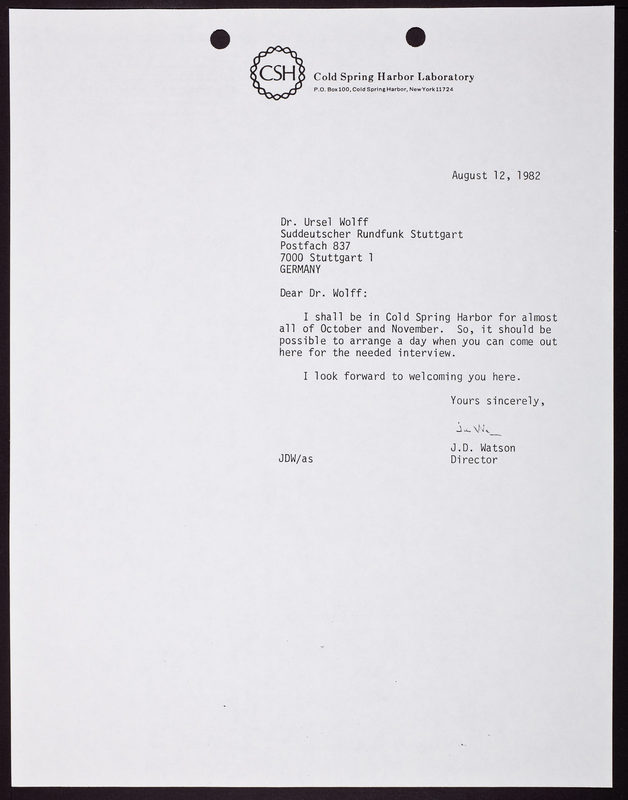 CSH
Cold Spring Harbor Laboratory
P.O. Box 100, Cold Spring Harbor, New York 11724
August 12, 1982
Dr. Ursel Wolff
Suddeutscher Rundfunk Stuttgart
Postfach 837
7000 Stuttgart 1
GERMANY
Dear Dr. Wolff:
I shall be in Cold Spring Harbor for almost
all of October and November. So, it should be
possible to arrange a day when you can come out
here for the needed interview.
I look forward to welcoming you here.
Yours sincerely,
J.D. Watson
JDW/as
Director